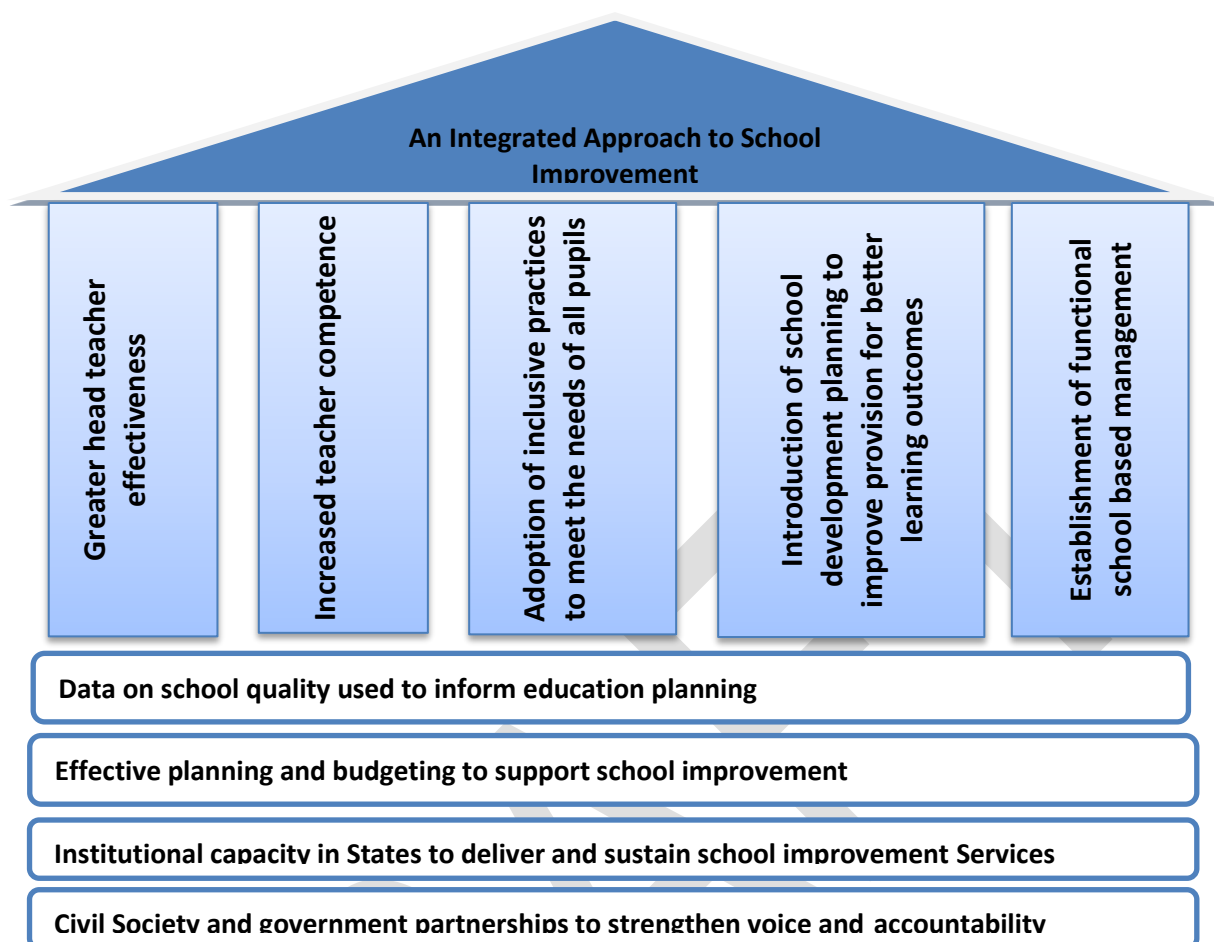 An Integrated Approach to School
Improvement
Greater head teacher
effectiveness
Increased teacher competence
Adoption of inclusive practices
to meet the needs of all pupils
Introduction of school
development planning to
improve provision for better
learning outcomes
Establishment of functional
school based management
Data on school quality used to inform education planning
Effective planning and budgeting to support school improvement
Institutional capacity in States to deliver and sustain school improvement Services
Civil Society and government partnerships to strengthen voice and accountability